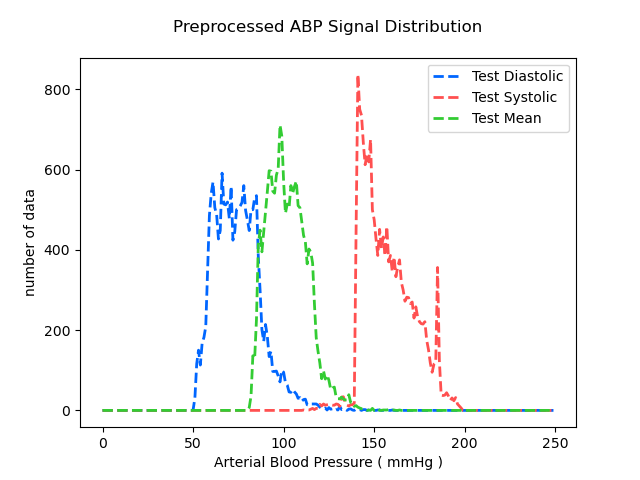 Preprocessed ABP Signal Distribution
Test Diastolic
Test Systolic
Test Mean
800
600
400
200
0
number of data
0 50 100 150 200 250
Arterial Blood Pressure ( mmHg )